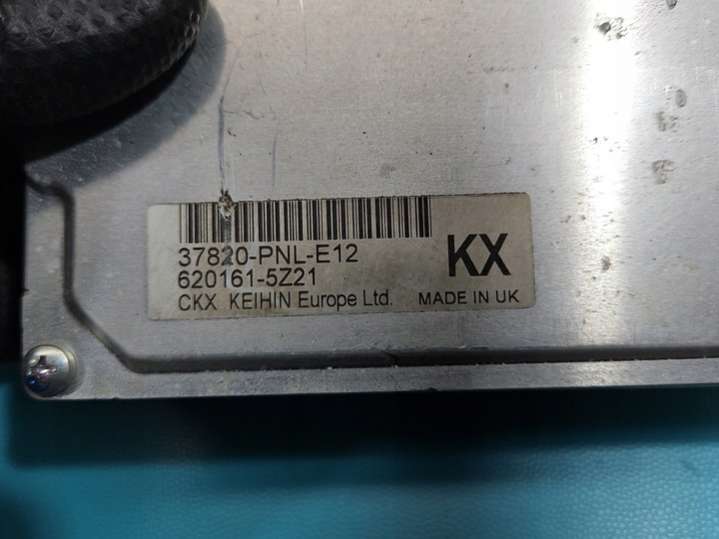 37820-PNL-E12
620161-5Z21
KX
CKX KEIHIN Europe Ltd. MADE IN UK